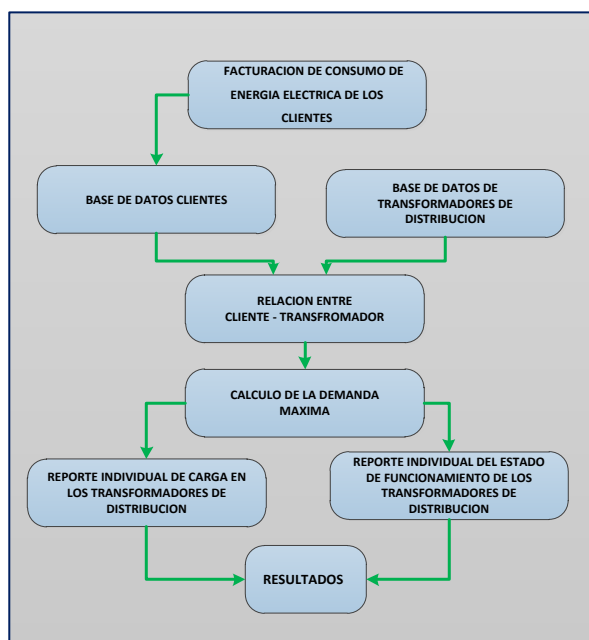 FACTURACION DE CONSUMO DE
ENERGIA ELECTRICA DE LOS
CLIENTES
BASE DE DATOS CLIENTES
BASE DE DATOS DE
TRANSFORMADORES DE
DISTRIBUCION
RELACION ENTRE
CLIENTE - TRANSFROMADOR
CALCULO DE LA DEMANDA
MAXIMA
REPORTE INDIVIDUAL DE CARGA EN
LOS TRANSFORMADORES DE
DISTRIBUCION
REPORTE INDIVIDUAL DEL ESTADO
DE FUNCIONAMIENTO DE LOS
TRANSFORMADORES DE
DISTRIBUCION
RESULTADOS